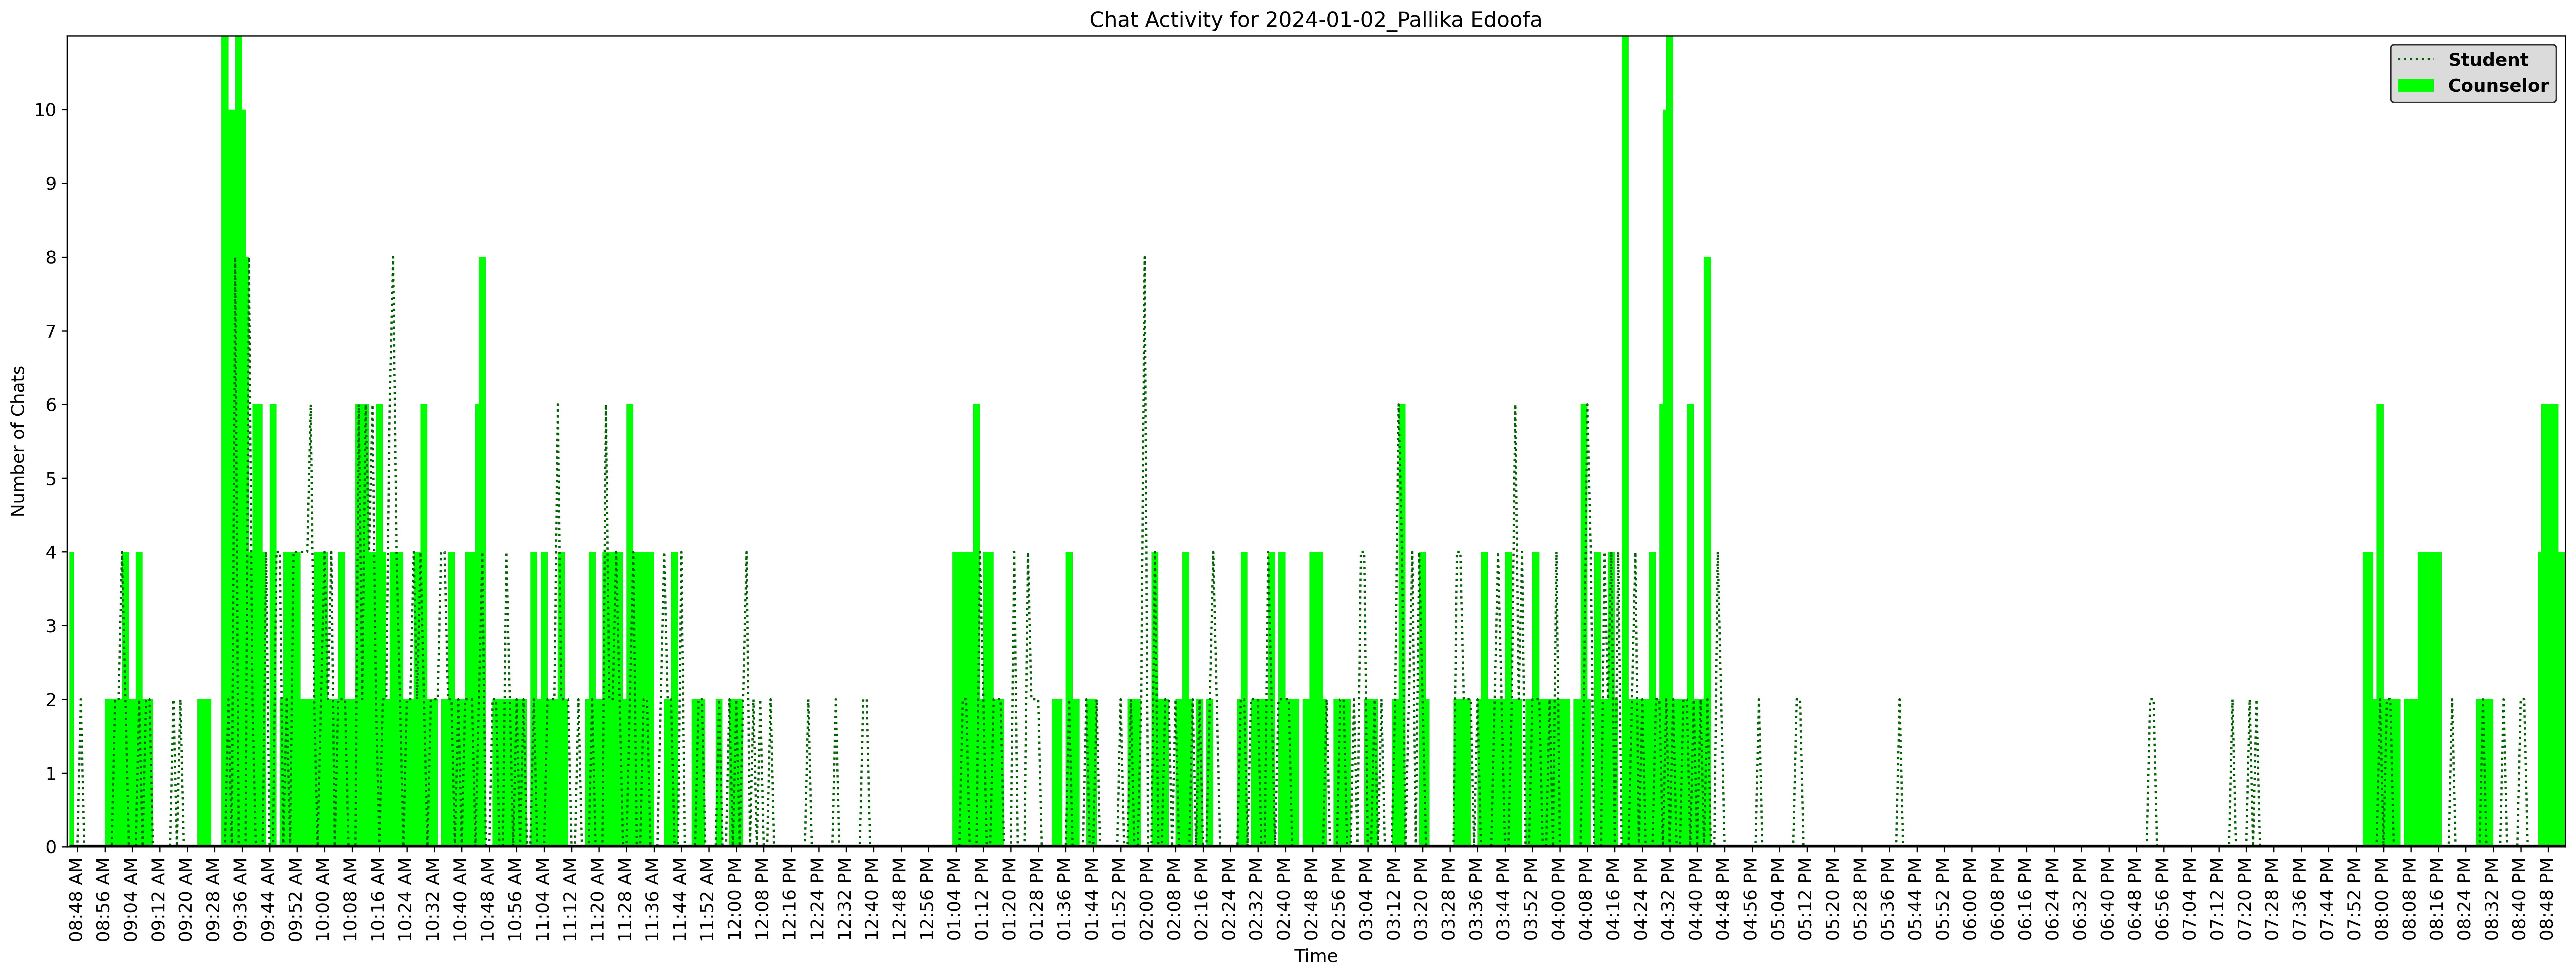 Chat Activity for 2024-01-02_Pallika Edoofa
Student
Counselor
Number of Chats
10
9
8
7
6
5
4
3
2
1
0
08:48 AM
08:56 AM
09:04 AM
09:12 AM
09:20 AM
09:28 AM
09:36 AM
09:44 AM
09:52 AM
10:00 AM
10:08 AM
10:16 AM
10:24 AM
10:32 AM
10:40 AM
10:48 AM
10:56 AM
11:04 AM
11:12 AM
11:20 AM
11:28 AM
11:36 AM
11:44 AM
11:52 AM
12:00 PM
12:08 PM
12:16 PM
12:24 PM
12:32 PM
12:40 PM
12:48 PM
12:56 PM
01:04 PM
01:12 PM
01:20 PM
01:28 PM
01:36 PM
01:44 PM
01:52 PM
02:00 PM
02:08 PM
02:16 PM
02:24 PM
02:32 PM
02:40 PM
02:48 PM
02:56 PM
03:04 PM
03:12 PM
03:20 PM
03:28 PM
03:36 PM
03:44 PM
03:52 PM
04:00 PM
04:08 PM
04:16 PM
04:24 PM
04:32 PM
04:40 PM
04:48 PM
04:56 PM
05:04 PM
05:12 PM
05:20 PM
05:28 PM
05:36 PM
05:44 PM
05:52 PM
06:00 PM
06:08 PM
06:16 PM
06:24 PM
06:32 PM
06:40 PM
06:48 PM
06:56 PM
07:04 PM
07:12 PM
07:20 PM
07:28 PM
07:36 PM
07:44 PM
07:52 PM
08:00 PM
08:08 PM
08:16 PM
08:24 PM
08:32 PM
08:40 PM
08:48 PM
Time